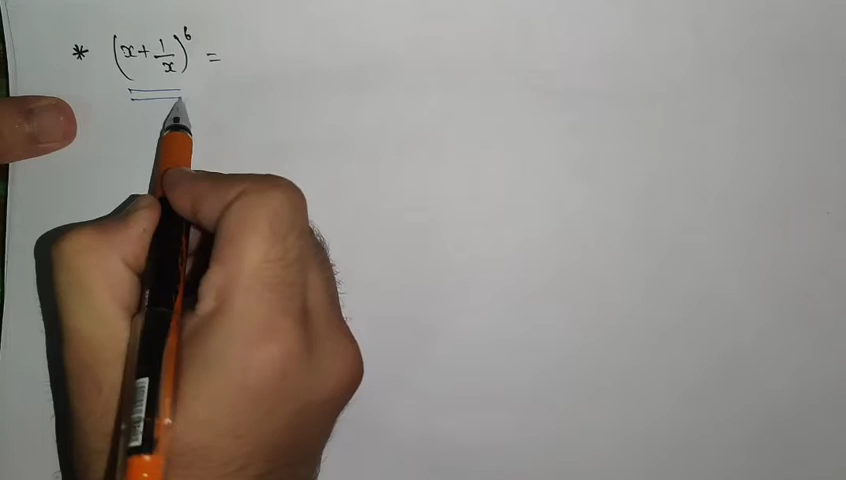 * (x + 1/x)^6 =